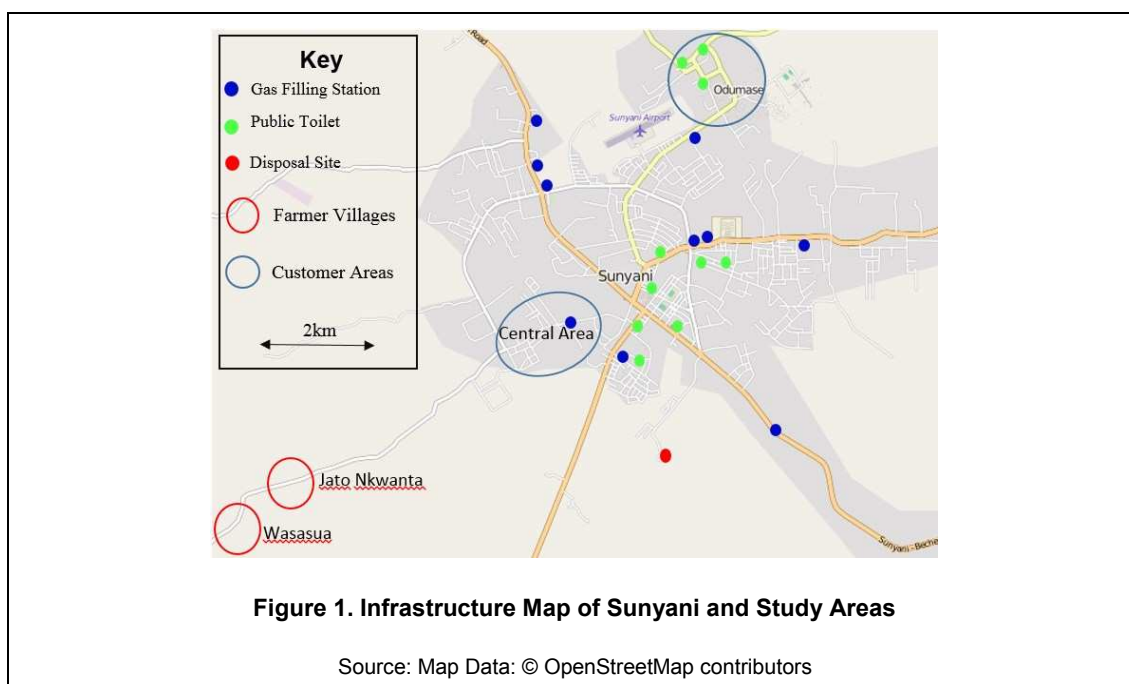 Key
Gas Filling Station
Public Toilet
Disposal Site
Farmer Villages
Customer Areas
2km
Road
Odumase
Sunyani Airport
Sunyani
Central Area
Jato Nkwanta
Wasasua
Sunyani - Beche
Figure 1. Infrastructure Map of Sunyani and Study Areas
Source: Map Data: © OpenStreetMap contributors